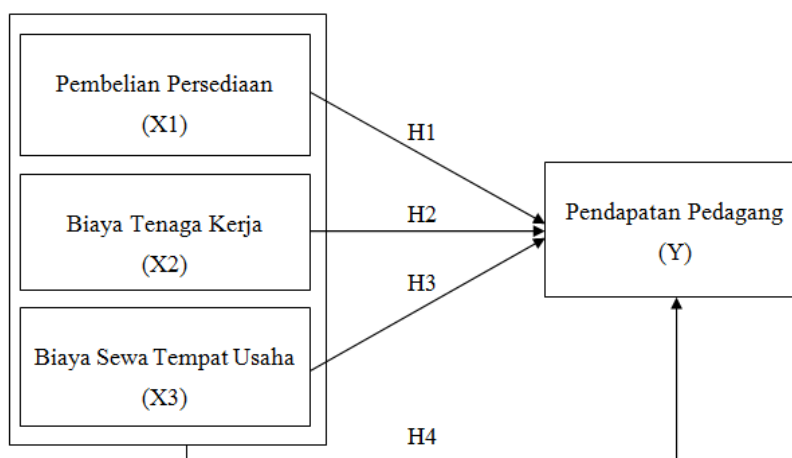 Pembelian Persediaan
(X1)
H1
Biaya Tenaga Kerja
(X2)
H2
Pendapatan Pedagang
(Y)
H3
Biaya Sewa Tempat Usaha
(X3)
H4